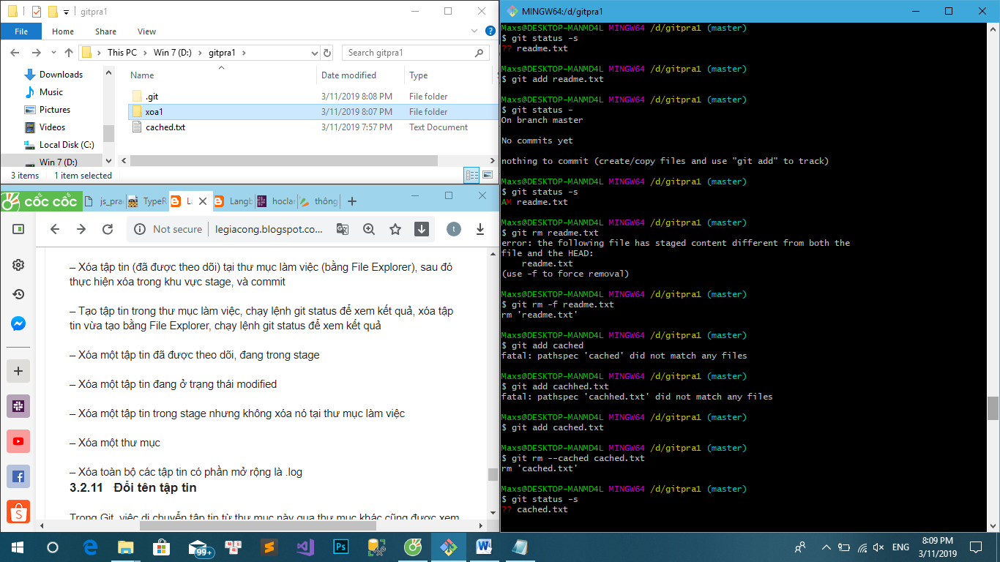 gitpra1
File
Home
Share
View
This PC
Win 7 (D:)
gitpra1
Search gitpra1
Downloads
Music
Pictures
Videos
Local Disk (C:)
Win 7 (D:)
Name
Date modified
Type
.git
3/11/2019 8:08 PM
File folder
xoa1
3/11/2019 8:07 PM
File folder
cached.txt
3/11/2019 7:57 PM
Text Document
3 items
1 item selected
CỐC CỐC
js_pra
TypeR
Langb
hoclar
thông
Not secure
legiacong.blogspot.co...
t
– Xóa tập tin (đã được theo dõi) tại thư mục làm việc (bằng File Explorer), sau đó
thực hiện xóa trong khu vực stage, và commit
– Tạo tập tin trong thư mục làm việc, chạy lệnh git status để xem kết quả, xóa tập
tin vừa tạo bằng File Explorer, chạy lệnh git status để xem kết quả
– Xóa một tập tin đã được theo dõi, đang trong stage
– Xóa một tập tin đang ở trạng thái modified
– Xóa một tập tin trong stage nhưng không xóa nó tại thư mục làm việc
– Xóa một thư mục
– Xóa toàn bộ các tập tin có phần mở rộng là .log
3.2.11 Đổi tên tập tin
Trong Git, việc di chuyển tập tin từ thư mục này qua thư mục khác cũng được xem
MINGW64:/d/gitpra1
Maxs@DESKTOP-MANMD4L MINGW64 /d/gitpra1 (master)
$ git status -s
?? readme.txt
Maxs@DESKTOP-MANMD4L MINGW64 /d/gitpra1 (master)
$ git add readme.txt
Maxs@DESKTOP-MANMD4L MINGW64 /d/gitpra1 (master)
$ git status -
On branch master
No commits yet
nothing to commit (create/copy files and use "git add" to track)
Maxs@DESKTOP-MANMD4L MINGW64 /d/gitpra1 (master)
$ git status -s
AM readme.txt
Maxs@DESKTOP-MANMD4L MINGW64 /d/gitpra1 (master)
$ git rm readme.txt
error: the following file has staged content different from both the
file and the HEAD:
readme.txt
(use -f to force removal)
Maxs@DESKTOP-MANMD4L MINGW64 /d/gitpra1 (master)
$ git rm -f readme.txt
rm 'readme.txt'
Maxs@DESKTOP-MANMD4L MINGW64 /d/gitpra1 (master)
$ git add cached
fatal: pathspec 'cached' did not match any files
Maxs@DESKTOP-MANMD4L MINGW64 /d/gitpra1 (master)
$ git add cachhed.txt
fatal: pathspec 'cachhed.txt' did not match any files
Maxs@DESKTOP-MANMD4L MINGW64 /d/gitpra1 (master)
$ git add cached.txt
Maxs@DESKTOP-MANMD4L MINGW64 /d/gitpra1 (master)
$ git rm --cached cached.txt
rm 'cached.txt'
Maxs@DESKTOP-MANMD4L MINGW64 /d/gitpra1 (master)
$ git status -s
?? cached.txt
99+
Ps
ENG
8:09 PM
3/11/2019